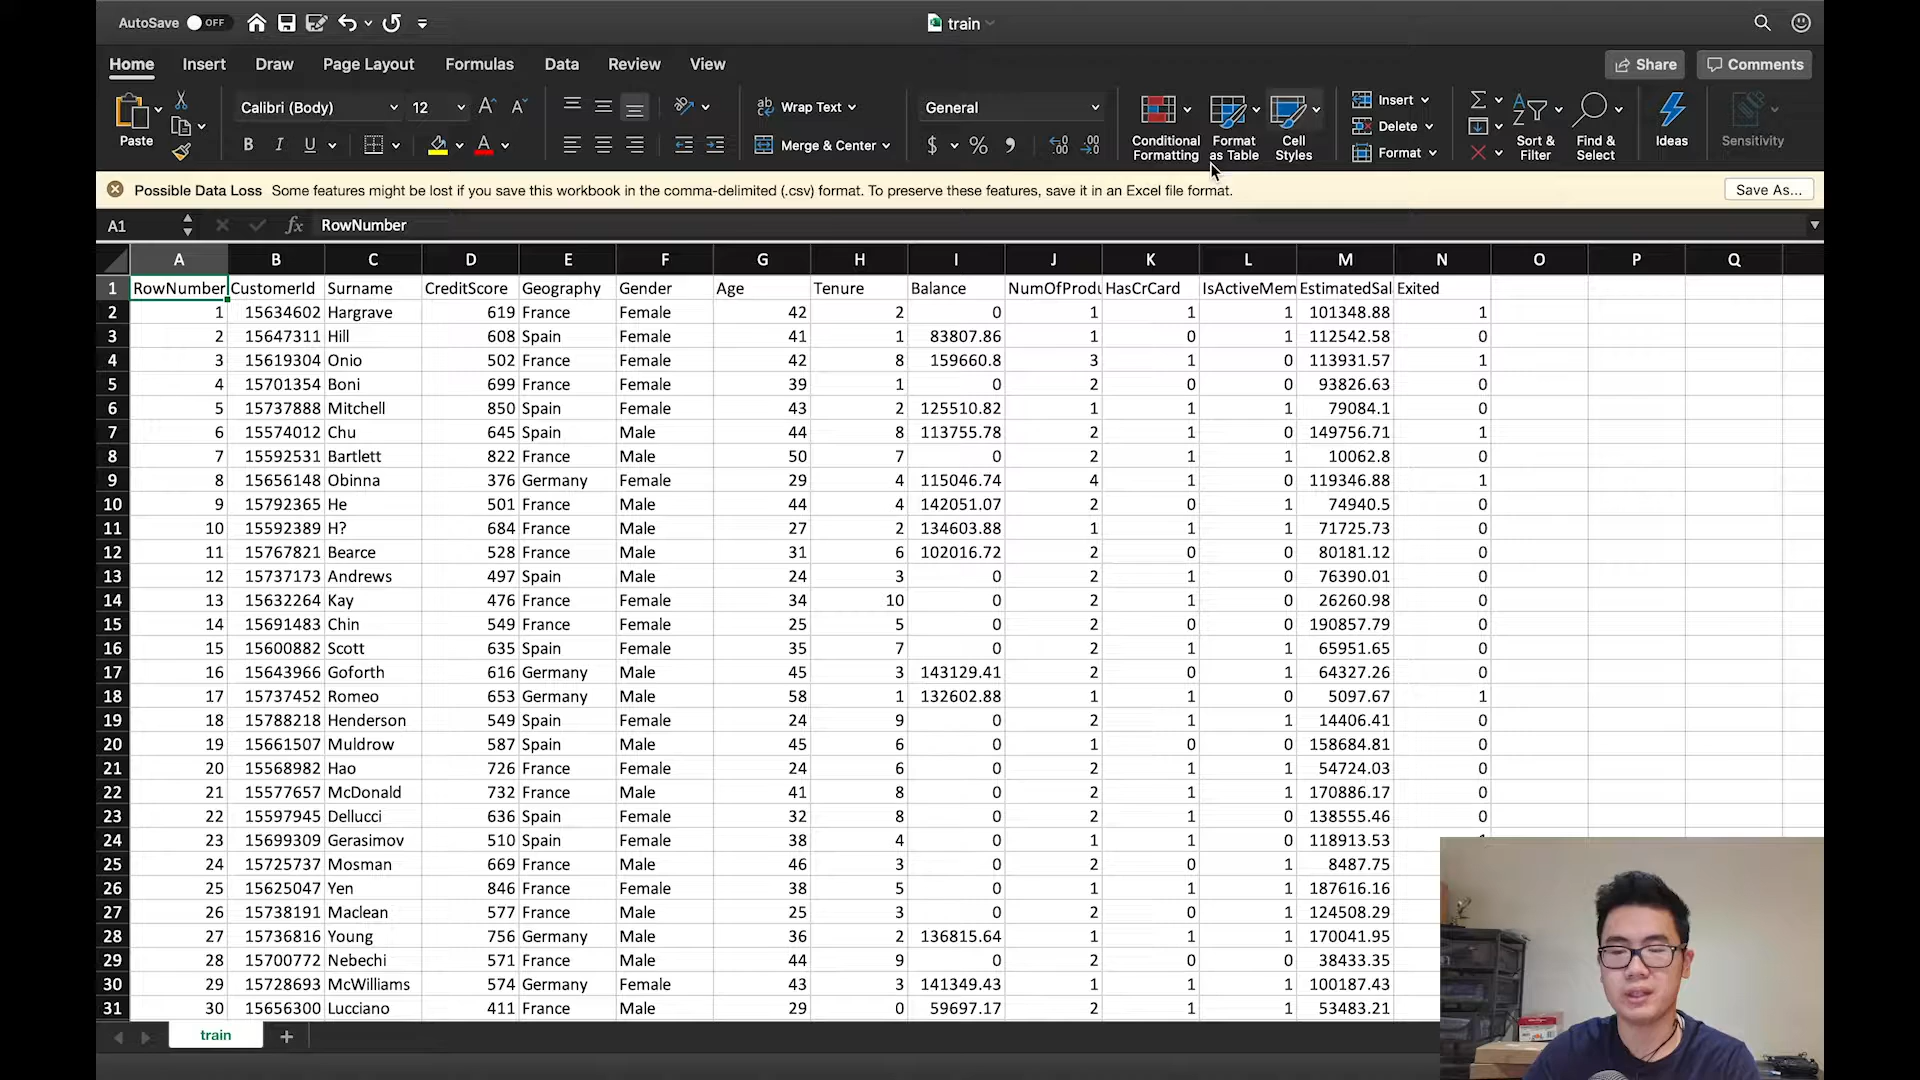 AutoSave OFF train
Home Insert Draw Page Layout Formulas Data Review View Share Comments
Paste Calibri (Body) 12 Wrap Text General Insert
B I U Merge & Center $ % Conditional Formatting Format as Table Cell Styles Delete Format Sort & Filter Find & Select Ideas Sensitivity
Possible Data Loss Some features might be lost if you save this workbook in the comma-delimited (.csv) format. To preserve these features, save it in an Excel file format. Save As...
A1 fx RowNumber
A B C D E F G H I J K L M N O P Q
1 RowNumber CustomerId Surname CreditScore Geography Gender Age Tenure Balance NumOfProdu HasCrCard IsActiveMem EstimatedSal Exited
2 1 15634602 Hargrave 619 France Female 42 2 0 1 1 1 101348.88 1
3 2 15647311 Hill 608 Spain Female 41 1 83807.86 1 0 1 112542.58 0
4 3 15619304 Onio 502 France Female 42 8 159660.8 3 1 0 113931.57 1
5 4 15701354 Boni 699 France Female 39 1 0 2 0 0 93826.63 0
6 5 15737888 Mitchell 850 Spain Female 43 2 125510.82 1 1 1 79084.1 0
7 6 15574012 Chu 645 Spain Male 44 8 113755.78 2 1 0 149756.71 1
8 7 15592531 Bartlett 822 France Male 50 7 0 2 1 1 10062.8 0
9 8 15656148 Obinna 376 Germany Female 29 4 115046.74 4 1 0 119346.88 1
10 9 15792365 He 501 France Male 44 4 142051.07 2 0 1 74940.5 0
11 10 15592389 H? 684 France Male 27 2 134603.88 1 1 1 71725.73 0
12 11 15767821 Bearce 528 France Male 31 6 102016.72 2 0 0 80181.12 0
13 12 15737173 Andrews 497 Spain Male 24 3 0 2 1 0 76390.01 0
14 13 15632264 Kay 476 France Female 34 10 0 2 1 0 26260.98 0
15 14 15691483 Chin 549 France Female 25 5 0 2 0 0 190857.79 0
16 15 15600882 Scott 635 Spain Female 35 7 0 2 1 1 65951.65 0
17 16 15643966 Goforth 616 Germany Male 45 3 143129.41 2 0 1 64327.26 0
18 17 15737452 Romeo 653 Germany Male 58 1 132602.88 1 1 0 5097.67 1
19 18 15788218 Henderson 549 Spain Female 24 9 0 2 1 1 14406.41 0
20 19 15661507 Muldrow 587 Spain Male 45 6 0 1 0 0 158684.81 0
21 20 15568982 Hao 726 France Female 24 6 0 2 1 1 54724.03 0
22 21 15577657 McDonald 732 France Male 41 8 0 2 1 1 170886.17 0
23 22 15597945 Dellucci 636 Spain Female 32 8 0 2 1 0 138555.46 0
24 23 15699309 Gerasimov 510 Spain Female 38 4 0 1 1 0 118913.53
25 24 15725737 Mosman 669 France Male 46 3 0 2 0 1 8487.75
26 25 15625047 Yen 846 France Female 38 5 0 1 1 1 187616.16
27 26 15738191 Maclean 577 France Male 25 3 0 2 0 1 124508.29
28 27 15736816 Young 756 Germany Male 36 2 136815.64 1 1 1 170041.95
29 28 15700772 Nebechi 571 France Male 44 9 0 2 0 0 38433.35
30 29 15728693 McWilliams 574 Germany Female 43 3 141349.43 1 1 1 100187.43
31 30 15656300 Lucciano 411 France Male 29 0 59697.17 2 1 1 53483.21
train